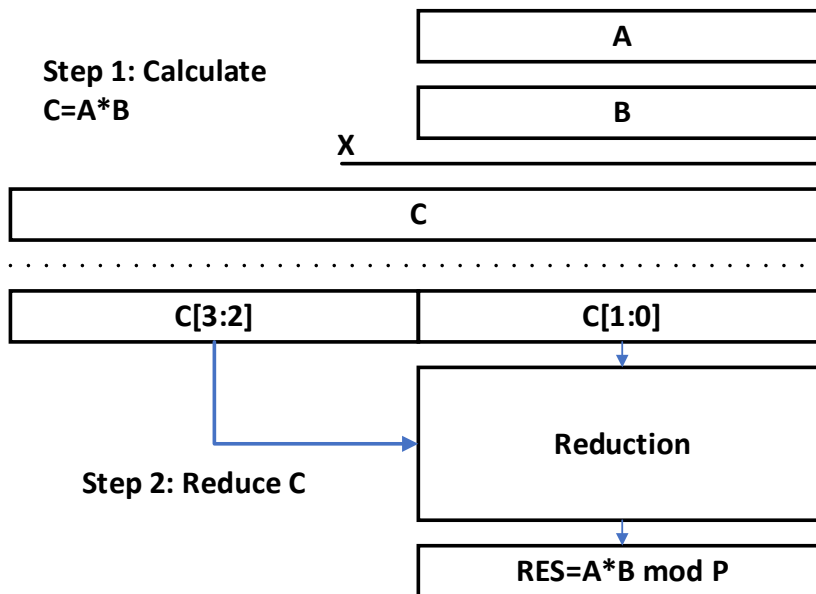 A
Step 1: Calculate
C=A*B
B
X
C
C[3:2]
C[1:0]
Reduction
Step 2: Reduce C
RES=A*B mod P